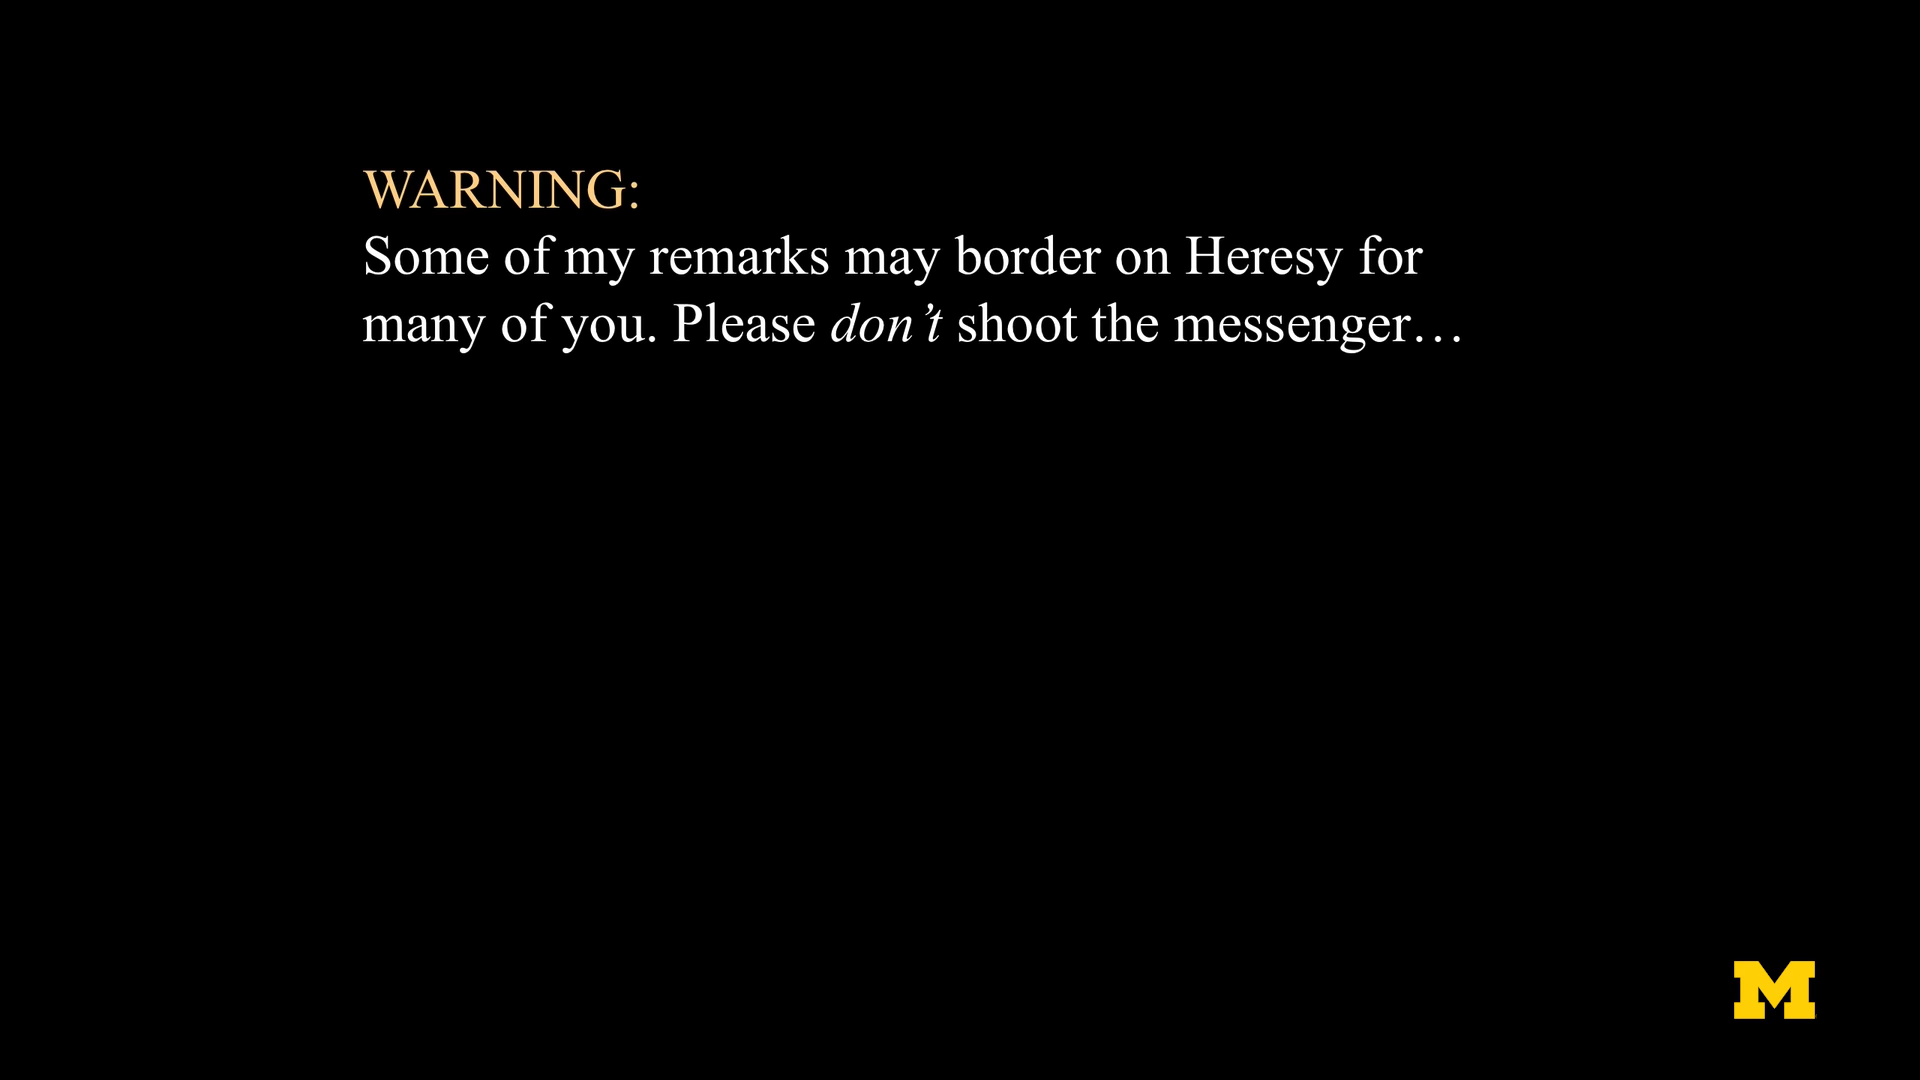 WARNING:
Some of my remarks may border on Heresy for
many of you. Please don’t shoot the messenger…
M